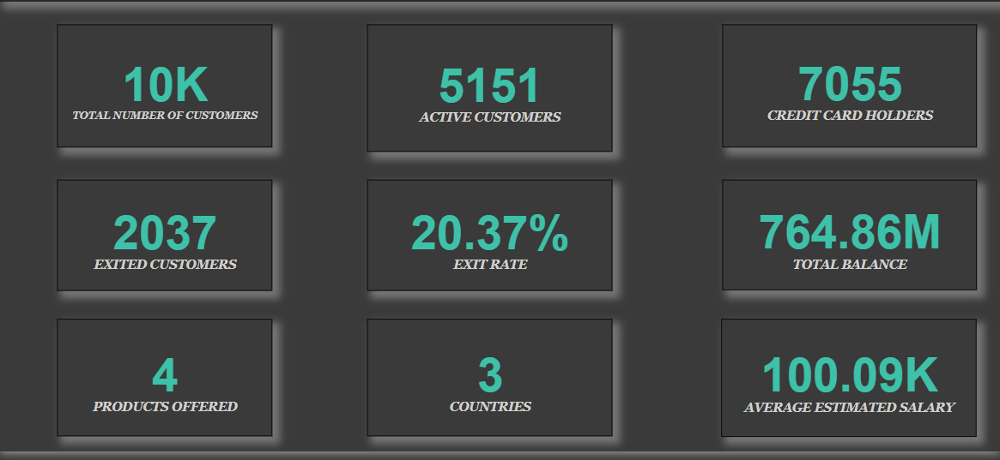 10K
TOTAL NUMBER OF CUSTOMERS
5151
ACTIVE CUSTOMERS
7055
CREDIT CARD HOLDERS
2037
EXITED CUSTOMERS
20.37%
EXIT RATE
764.86M
TOTAL BALANCE
4
PRODUCTS OFFERED
3
COUNTRIES
100.09K
AVERAGE ESTIMATED SALARY